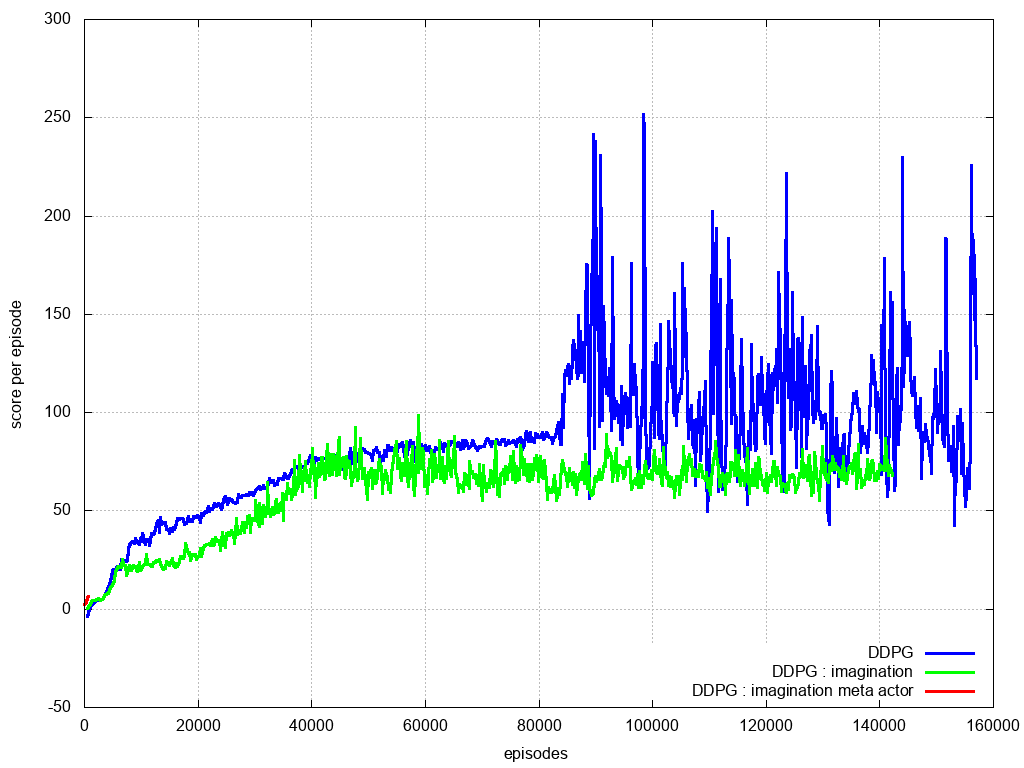 300
250
200
150
100
50
0
-50
score per episode
DDPG
DDPG : imagination
DDPG : imagination meta actor
0 20000 40000 60000 80000 100000 120000 140000 160000
episodes